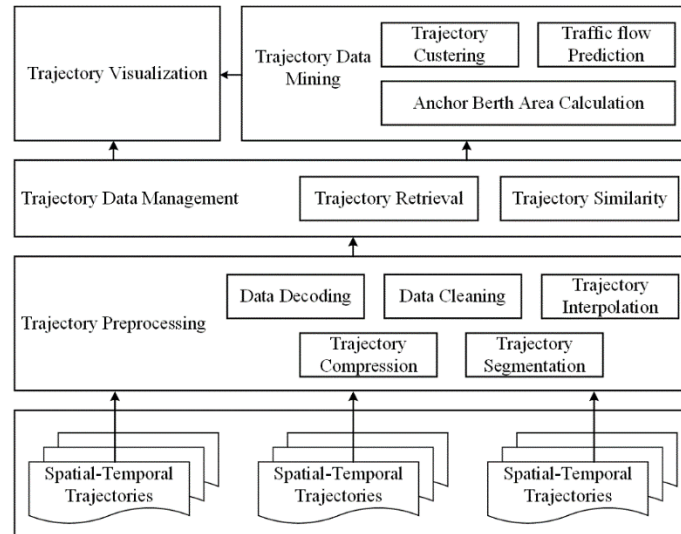 Trajectory Visualization
Trajectory Data
Mining
Trajectory
Custering
Traffic flow
Prediction
Anchor Berth Area Calculation
Trajectory Data Management
Trajectory Retrieval
Trajectory Similarity
Trajectory Preprocessing
Data Decoding
Data Cleaning
Trajectory
Interpolation
Trajectory
Compression
Trajectory
Segmentation
Spatial-Temporal
Trajectories
Spatial-Temporal
Trajectories
Spatial-Temporal
Trajectories